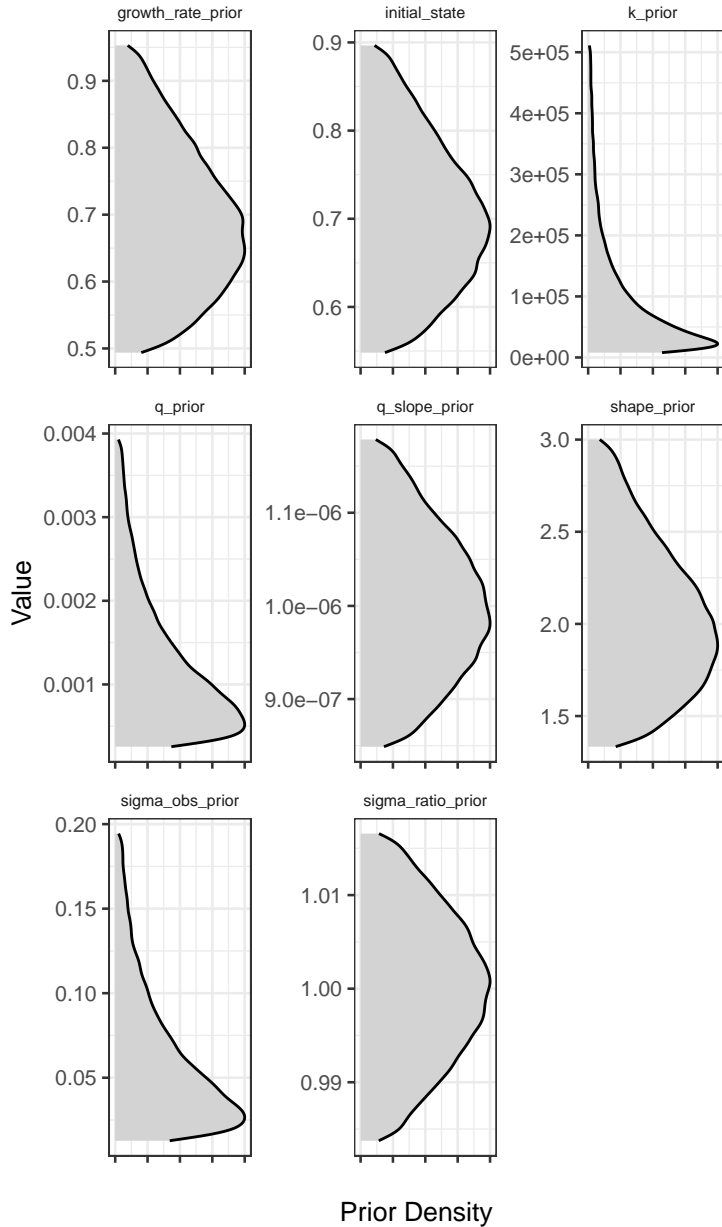 growth_rate_prior initial_state k_prior
0.9 0.9 5e+05
0.8 0.8 4e+05
0.7 0.7 3e+05
0.6 0.6 2e+05
0.5 1e+05
0e+00
q_prior q_slope_prior shape_prior
0.004 1.1e−06 3.0
0.003 1.0e−06 2.5
0.002 9.0e−07 2.0
0.001 1.5
Value
sigma_obs_prior sigma_ratio_prior
0.20 1.01
0.15 1.00
0.10 0.99
0.05
Prior Density